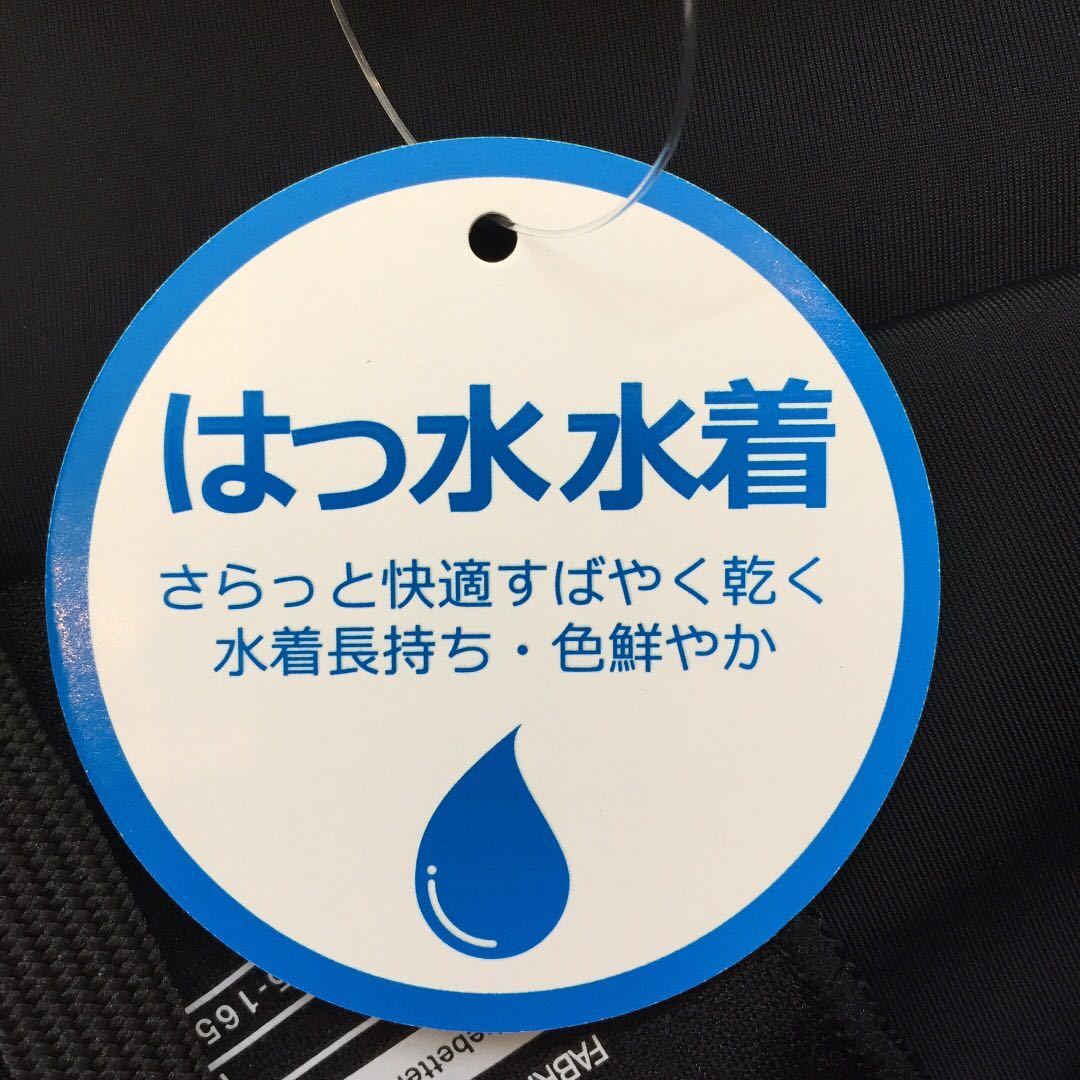 はっ水 水着
さらっと快適すばやく乾く
水着長持ち・色鮮やか
-165